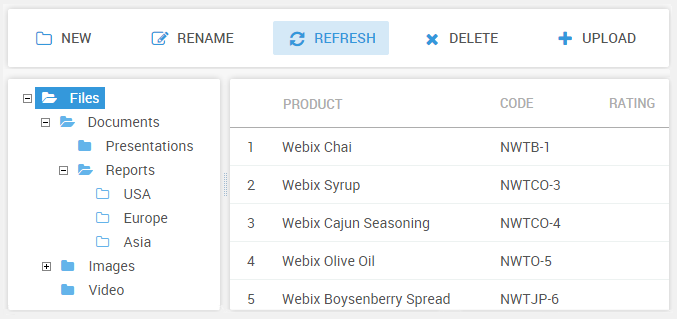 NEW RENAME REFRESH DELETE UPLOAD
Files
Documents
Presentations
Reports
USA
Europe
Asia
Images
Video
PRODUCT CODE RATING
1 Webix Chai NWTB-1
2 Webix Syrup NWTCO-3
3 Webix Cajun Seasoning NWTCO-4
4 Webix Olive Oil NWTO-5
5 Webix Boysenberry Spread NWTJP-6